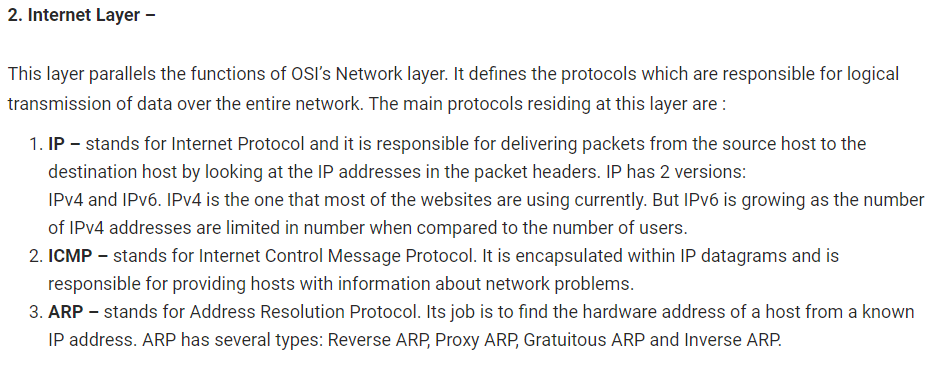 2. Internet Layer –
This layer parallels the functions of OSI’s Network layer. It defines the protocols which are responsible for logical
transmission of data over the entire network. The main protocols residing at this layer are :
1. IP – stands for Internet Protocol and it is responsible for delivering packets from the source host to the
destination host by looking at the IP addresses in the packet headers. IP has 2 versions:
IPv4 and IPv6. IPv4 is the one that most of the websites are using currently. But IPv6 is growing as the number
of IPv4 addresses are limited in number when compared to the number of users.
2. ICMP – stands for Internet Control Message Protocol. It is encapsulated within IP datagrams and is
responsible for providing hosts with information about network problems.
3. ARP – stands for Address Resolution Protocol. Its job is to find the hardware address of a host from a known
IP address. ARP has several types: Reverse ARP, Proxy ARP, Gratuitous ARP and Inverse ARP.